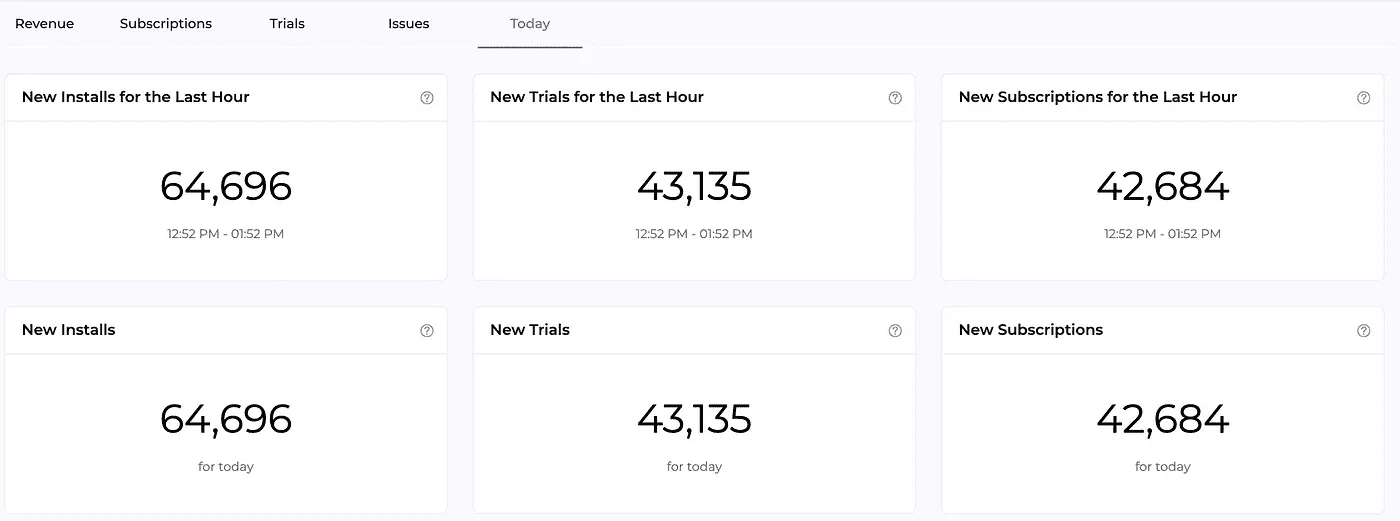 Revenue Subscriptions Trials Issues Today
New Installs for the Last Hour
64,696
12:52 PM - 01:52 PM
New Trials for the Last Hour
43,135
12:52 PM - 01:52 PM
New Subscriptions for the Last Hour
42,684
12:52 PM - 01:52 PM
New Installs
64,696
for today
New Trials
43,135
for today
New Subscriptions
42,684
for today